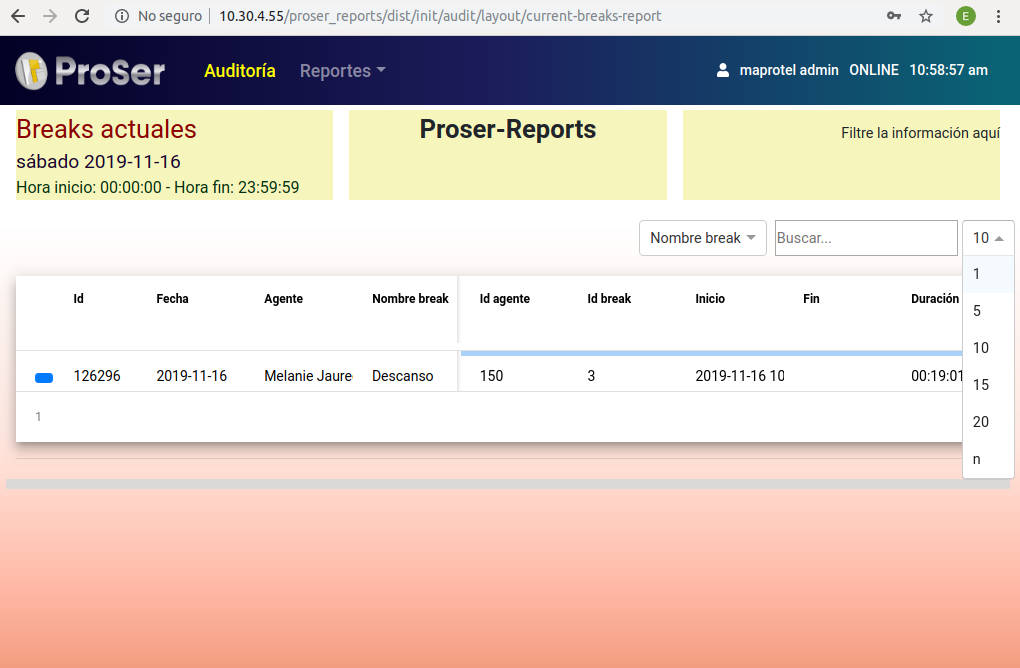 No seguro
10.30.4.55/proser_reports/dist/init/audit/layout/current-breaks-report
E
ProSer
Auditoría
Reportes
maprotel admin ONLINE 10:58:57 am
Breaks actuales
sábado 2019-11-16
Hora inicio: 00:00:00 - Hora fin: 23:59:59
Proser-Reports
Filtre la información aquí
Nombre break
Buscar...
10
1
5
10
15
20
n
Id Fecha Agente Nombre break Id agente Id break Inicio Fin Duración
126296 2019-11-16 Melanie Jaure Descanso 150 3 2019-11-16 10 00:19:01
1